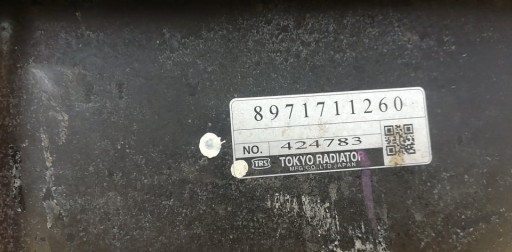 8971711260
NO. 424783
TRS TOKYO RADIATOR
MFG.CO.,LTD.JAPAN